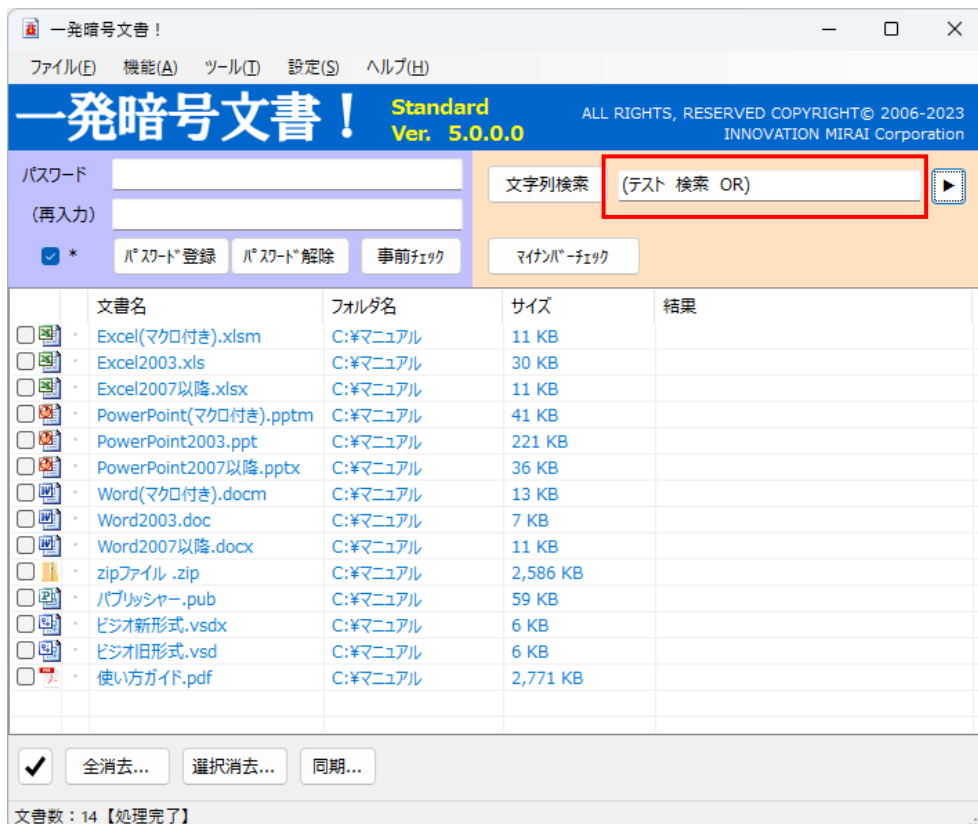 一発暗号文書！
ファイル(F) 機能(A) ツール(T) 設定(S) ヘルプ(H)
一発暗号文書！ Standard Ver. 5.0.0.0
ALL RIGHTS, RESERVED COPYRIGHT© 2006-2023
INNOVATION MIRAI Corporation
パスワード
(再入力)
*
パスワード登録 パスワード解除 事前チェック
文字列検索 (テスト 検索 OR)
マイナンバーチェック
文書名 フォルダ名 サイズ 結果
Excel(マクロ付き).xlsm C:¥マニュアル 11 KB
Excel2003.xls C:¥マニュアル 30 KB
Excel2007以降.xlsx C:¥マニュアル 11 KB
PowerPoint(マクロ付き).pptm C:¥マニュアル 41 KB
PowerPoint2003.ppt C:¥マニュアル 221 KB
PowerPoint2007以降.pptx C:¥マニュアル 36 KB
Word(マクロ付き).docm C:¥マニュアル 13 KB
Word2003.doc C:¥マニュアル 7 KB
Word2007以降.docx C:¥マニュアル 11 KB
zipファイル .zip C:¥マニュアル 2,586 KB
パブリッシャー.pub C:¥マニュアル 59 KB
ビジオ新形式.vsdx C:¥マニュアル 6 KB
ビジオ旧形式.vsd C:¥マニュアル 6 KB
使い方ガイド.pdf C:¥マニュアル 2,771 KB
全消去... 選択消去... 同期...
文書数：14【処理完了】